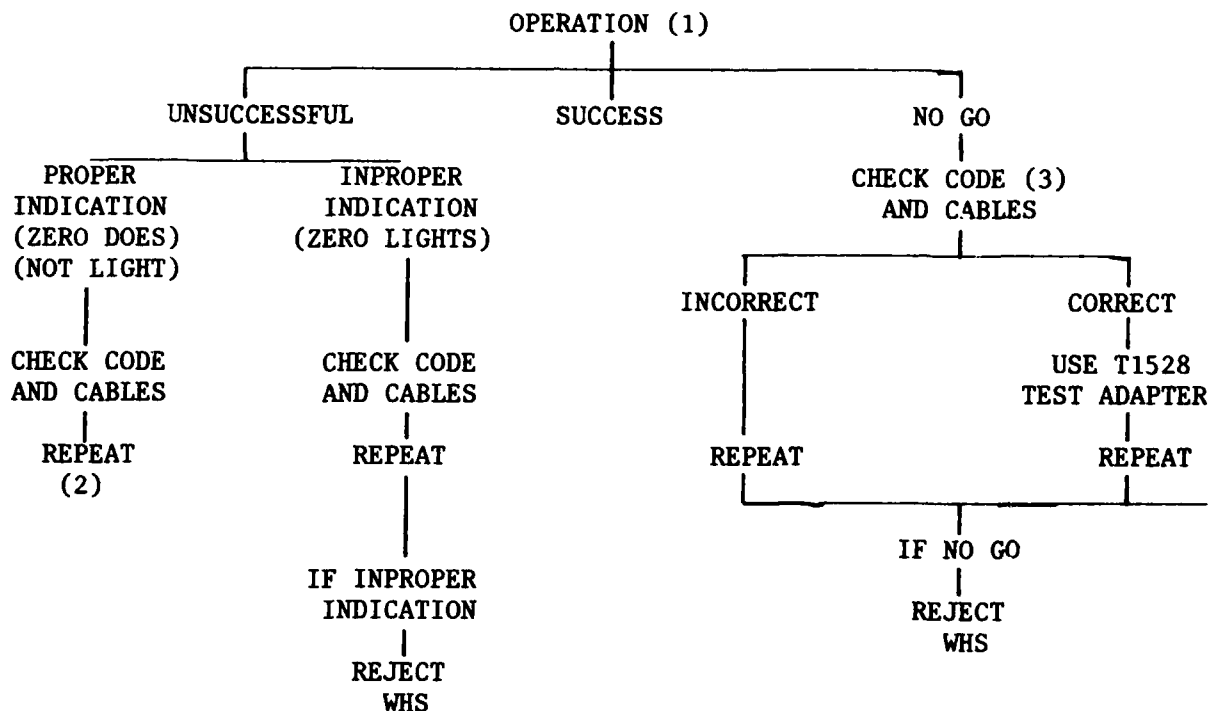 OPERATION (1)
UNSUCCESSFUL
SUCCESS
NO GO
PROPER
INDICATION
(ZERO DOES)
(NOT LIGHT)
INPROPER
INDICATION
(ZERO LIGHTS)
CHECK CODE (3)
AND CABLES
INCORRECT
CORRECT
CHECK CODE
AND CABLES
CHECK CODE
AND CABLES
USE T1528
TEST ADAPTER
REPEAT
(2)
REPEAT
REPEAT
REPEAT
IF INPROPER
INDICATION
REJECT
WHS
IF NO GO
REJECT
WHS